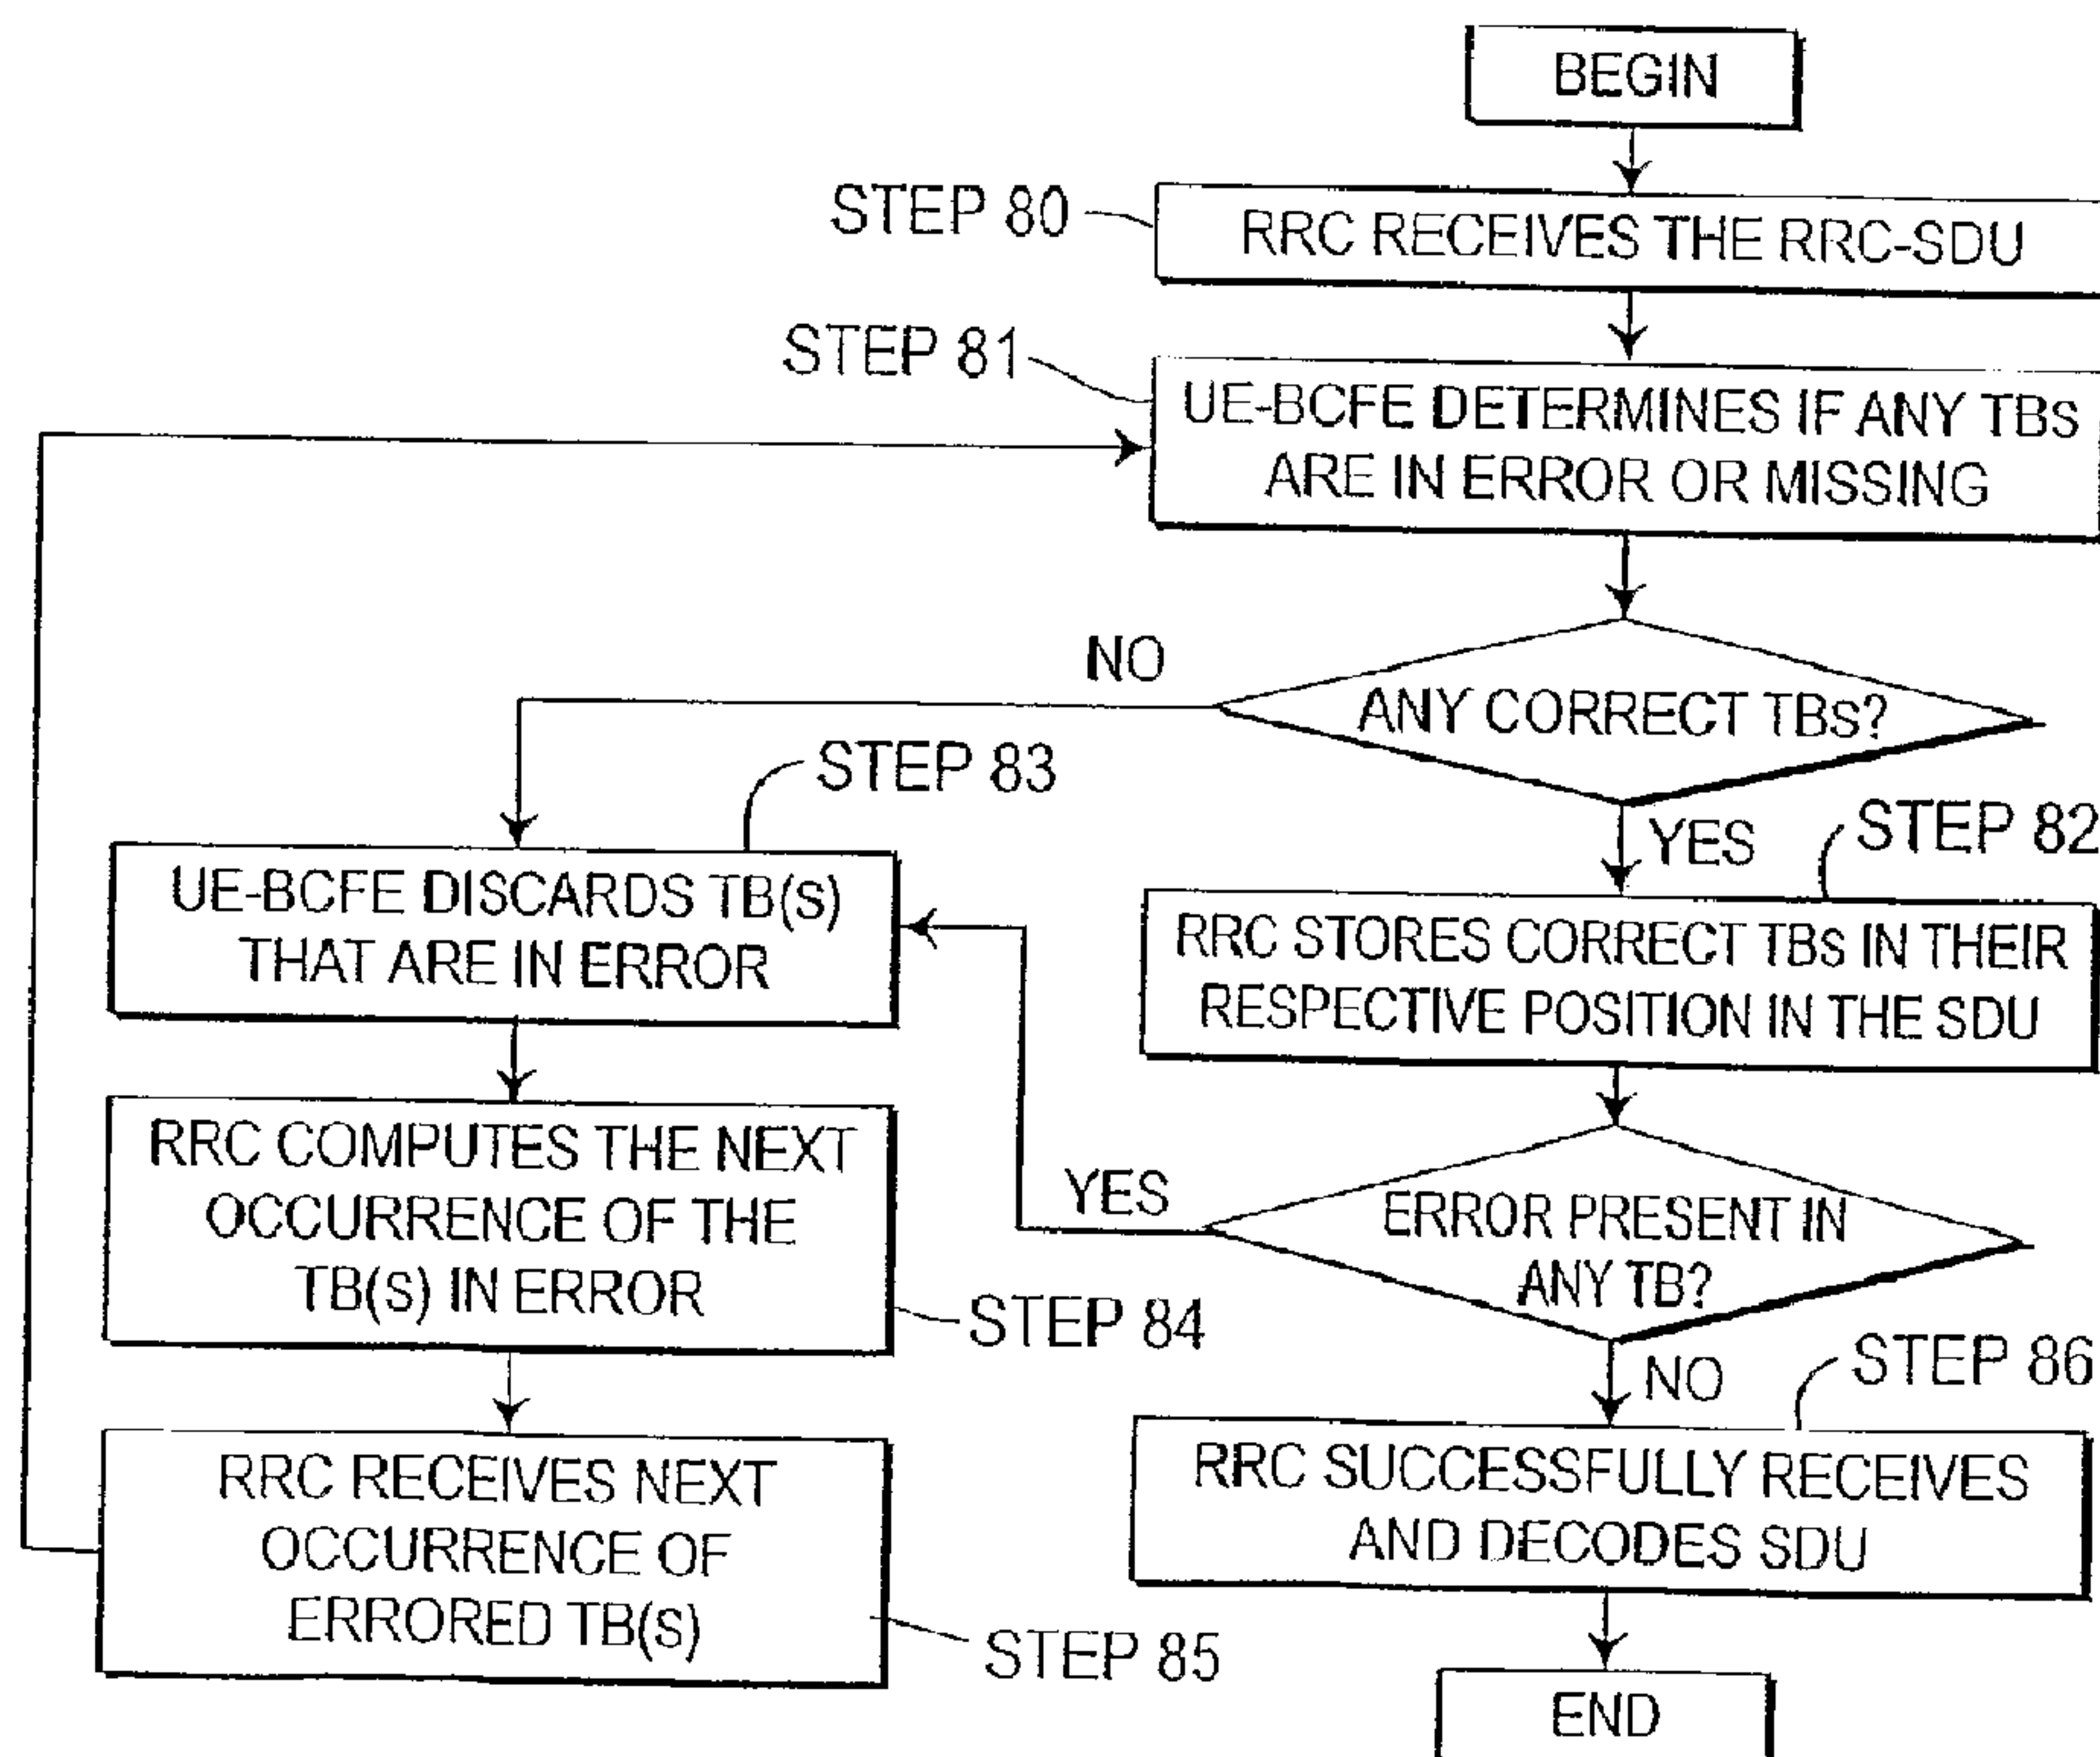 BEGIN
STEP 80
RRC RECEIVES THE RRC-SDU
STEP 81
UE-BCFE DETERMINES IF ANY TBs
ARE IN ERROR OR MISSING
NO
ANY CORRECT TBs?
STEP 83
YES
STEP 82
UE-BCFE DISCARDS TB(s)
THAT ARE IN ERROR
RRC STORES CORRECT TBs IN THEIR
RESPECTIVE POSITION IN THE SDU
RRC COMPUTES THE NEXT
OCCURRENCE OF THE
TB(s) IN ERROR
STEP 84
YES
ERROR PRESENT IN
ANY TB?
NO
STEP 86
RRC RECEIVES NEXT
OCCURRENCE OF
ERRORED TB(s)
STEP 85
RRC SUCCESSFULLY RECEIVES
AND DECODES SDU
END